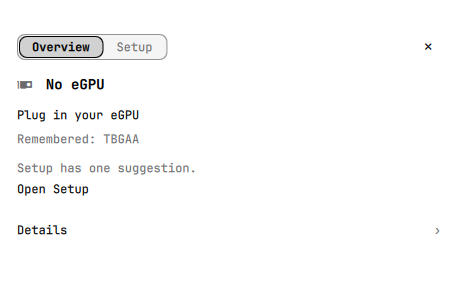 Overview Setup ×
No eGPU
Plug in your eGPU
Remembered: TBGAA
Setup has one suggestion.
Open Setup
Details ›